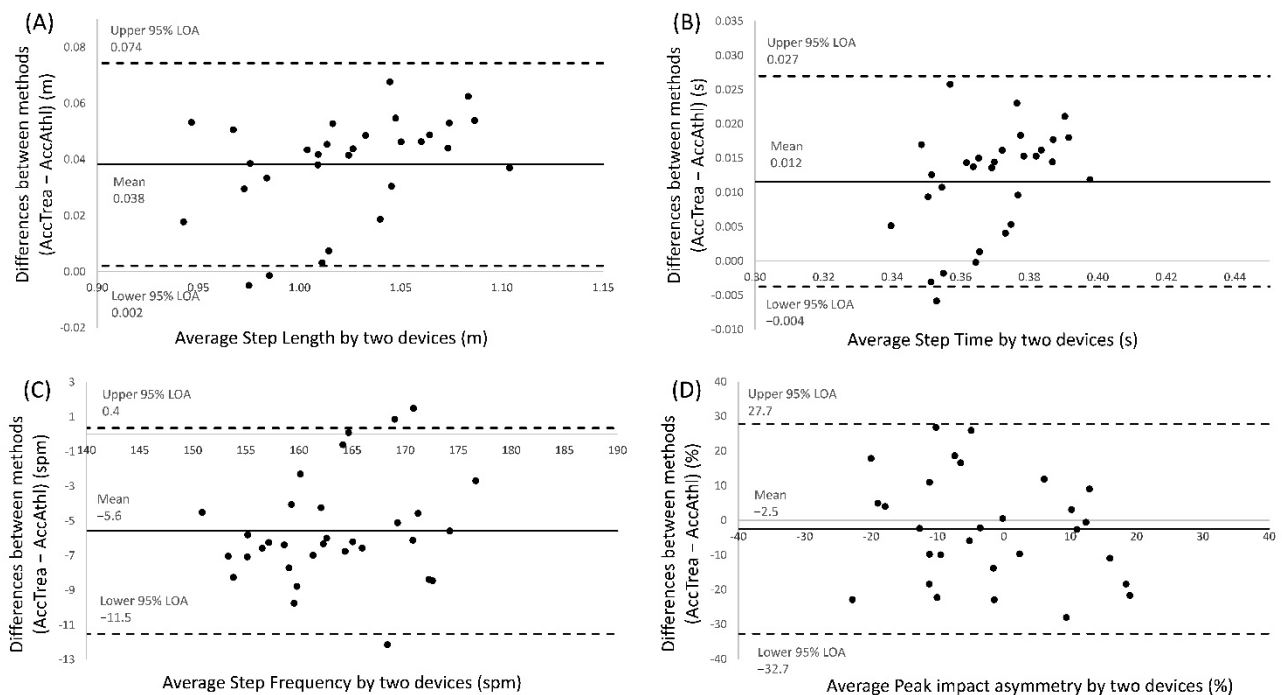 (A)
Upper 95% LOA
0.074
0.08
0.06
0.04
Mean
0.038
0.02
0.00
0.90
0.95
1.00
1.05
1.10
1.15
Lower 95% LOA
0.002
-0.02
Differences between methods
(AccTrea – AccAthl) (m)
Average Step Length by two devices (m)
(B)
0.035
Upper 95% LOA
0.027
0.030
0.025
0.020
0.015
Mean
0.012
0.010
0.005
0.000
0.30
0.32
0.34
0.36
0.38
0.40
0.42
0.44
-0.005
Lower 95% LOA
−0.004
-0.010
Differences between methods
(AccTrea – AccAthl) (s)
Average Step Time by two devices (s)
(C)
3
Upper 95% LOA
0.4
1
-1
140
145
150
155
160
165
170
175
180
185
190
-3
Mean
−5.6
-5
-7
-9
Lower 95% LOA
−11.5
-11
-13
Differences between methods
(AccTrea – AccAthl) (spm)
Average Step Frequency by two devices (spm)
(D)
40
Upper 95% LOA
27.7
30
20
10
Mean
−2.5
0
-40
-30
-20
-10
0
10
20
30
40
-10
-20
-30
Lower 95% LOA
−32.7
-40
Differences between methods
(AccTrea – AccAthl) (%)
Average Peak impact asymmetry by two devices (%)